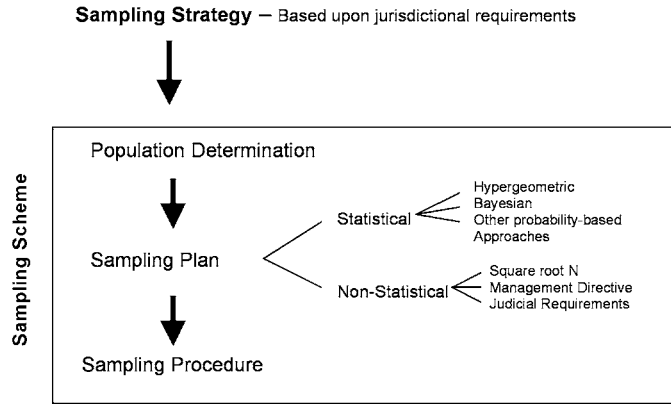 Sampling Strategy – Based upon jurisdictional requirements
Sampling Scheme
Population Determination
Sampling Plan
Statistical
Hypergeometric
Bayesian
Other probability-based
Approaches
Non-Statistical
Square root N
Management Directive
Judicial Requirements
Sampling Procedure